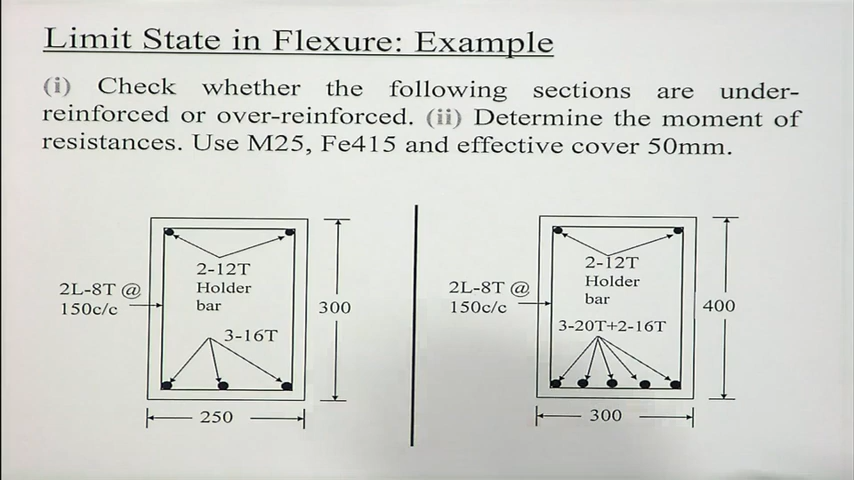 Limit State in Flexure: Example
(i) Check whether the following sections are under-
reinforced or over-reinforced. (ii) Determine the moment of
resistances. Use M25, Fe415 and effective cover 50mm.
2-12T
Holder
bar
2L-8T @
150c/c
3-16T
300
250
2-12T
Holder
bar
2L-8T @
150c/c
3-20T+2-16T
400
300